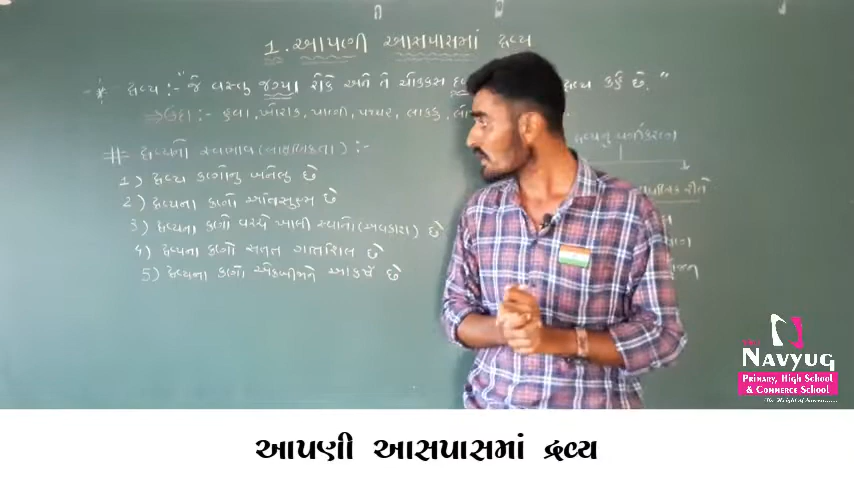 1. આપણી આસપાસમાં દ્રવ્ય
* દ્રવ્ય :- "જે વસ્તુ જગ્યા રોકે અને તે ચોક્કસ દ્રવ્ય કહે છે."
ઉદા :- હવા, ખોરાક, પાણી, પથ્થર, લાકડુ,
# દ્રવ્યનો સ્વભાવ (લાક્ષણિકતા) :-
દ્રવ્યનુ વર્ગીકરણ
1) દ્રવ્ય કણોનુ બનેલુ છે
2) દ્રવ્યના કણો અતિસૂક્ષ્મ છે
3) દ્રવ્યના કણો વચ્ચે ખાલી સ્થાનો (અવકાશ) છે
4) દ્રવ્યના કણો સતત ગતિશિલ છે
5) દ્રવ્યના કણો એકબીજાને આકર્ષે છે
NAVYUG
PRIMARY, HIGH SCHOOL
& COMMERCE SCHOOL
આપણી આસપાસમાં દ્રવ્ય